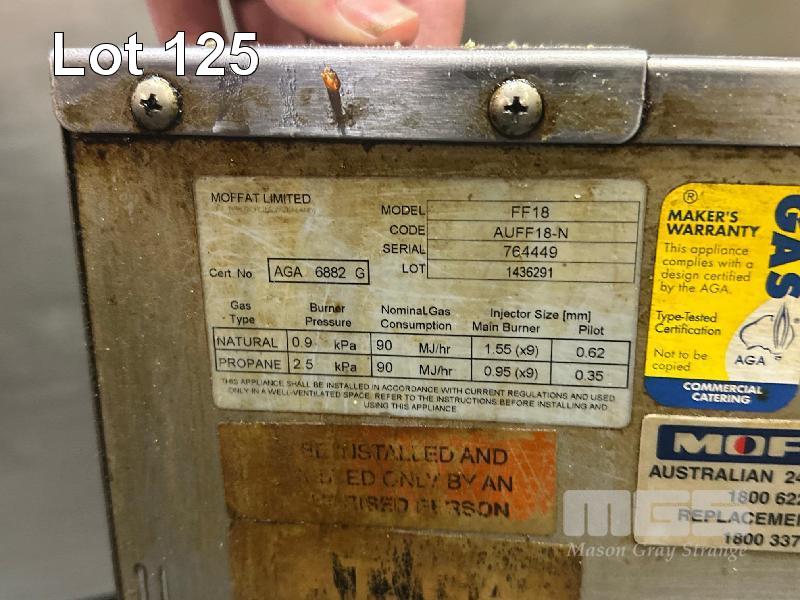 Lot 125
MOFFAT LIMITED
MODEL FF18
CODE AUFF18-N
SERIAL 764449
LOT 1436291
Cert. No AGA 6882 G
Gas Type Burner Pressure Nominal Gas Consumption Injector Size [mm] Main Burner Pilot
NATURAL 0.9 kPa 90 MJ/hr 1.55 (x9) 0.62
PROPANE 2.5 kPa 90 MJ/hr 0.95 (x9) 0.35
THIS APPLIANCE SHALL BE INSTALLED IN ACCORDANCE WITH CURRENT REGULATIONS AND USED
ONLY IN A WELL-VENTILATED SPACE. REFER TO THE INSTRUCTIONS BEFORE INSTALLING AND
USING THIS APPLIANCE
®
MAKER'S
WARRANTY
This appliance
complies with a
design certified
by the AGA.
Type-Tested
Certification
Not to be
copied
GAS
AGA
COMMERCIAL
CATERING
BE INSTALLED AND
ONLY BY AN
PERSON
MOF
AUSTRALIAN 24
1800 622
REPLACEME
1800 337
MGS
Mason Gray Strange